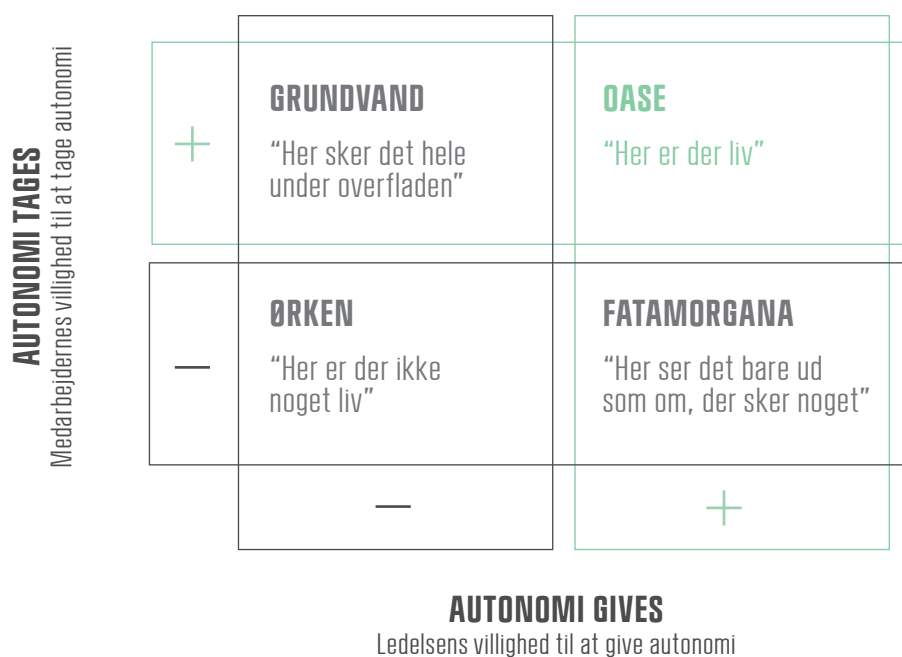 AUTONOMI TAGES
Medarbejdernes villighed til at tage autonomi
+
GRUNDVAND
“Her sker det hele
under overfladen”
OASE
“Her er der liv”
—
ØRKEN
“Her er der ikke
noget liv”
FATAMORGANA
“Her ser det bare ud
som om, der sker noget”
—
+
AUTONOMI GIVES
Ledelsens villighed til at give autonomi